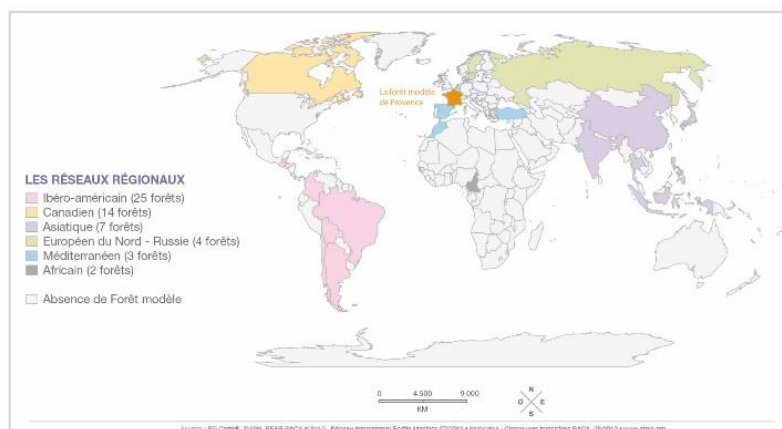 La forêt modèle
de Provence
LES RÉSEAUX RÉGIONAUX
Ibéro-américain (25 forêts)
Canadien (14 forêts)
Asiatique (7 forêts)
Européen du Nord - Russie (4 forêts)
Méditerranéen (3 forêts)
Africain (2 forêts)
Absence de Forêt modèle
0 4 500 9 000
KM
N
O E
S